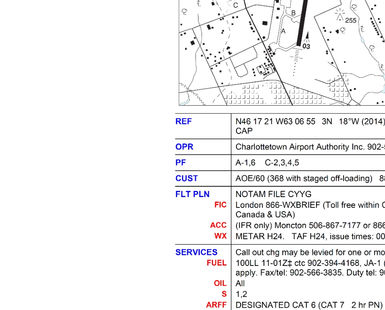 C
B
A
255
03
REF N46 17 21 W63 06 55 3N 18°W (2014)
CAP
OPR Charlottetown Airport Authority Inc. 902-
PF A-1,6 C-2,3,4,5
CUST AOE/60 (368 with staged off-loading) 88
FLT PLN NOTAM FILE CYYG
FIC London 866-WXBRIEF (Toll free within C
Canada & USA)
ACC (IFR only) Moncton 506-867-7177 or 866
WX METAR H24. TAF H24, issue times: 00
SERVICES Call out chg may be levied for one or mo
FUEL 100LL 11-01Z‡ ctc 902-394-4168, JA-1 (
apply. Fax/tel: 902-566-3835. Duty tel: 90
OIL All
S 1,2
ARFF DESIGNATED CAT 6 (CAT 7 2 hr PN)